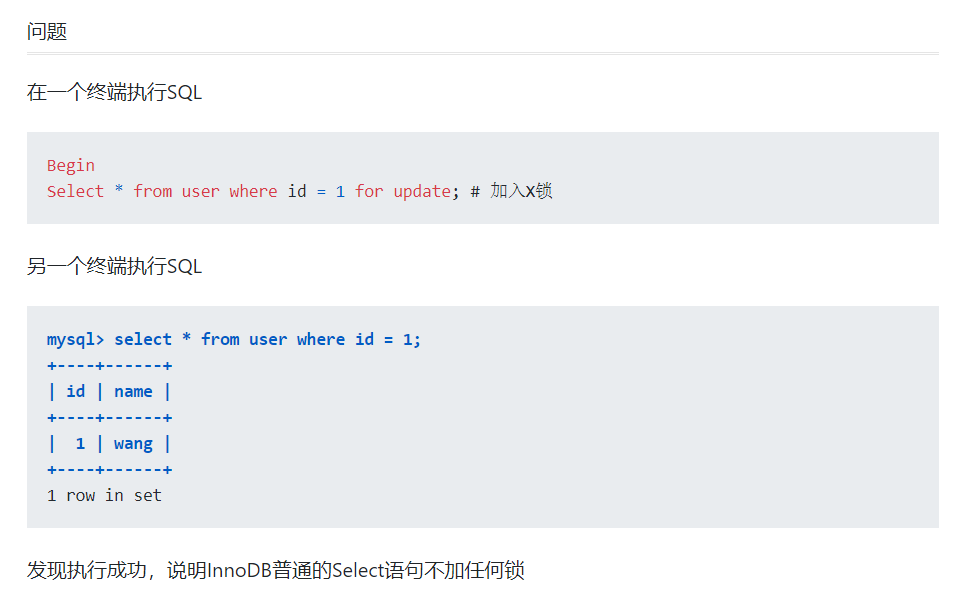 问题
在一个终端执行SQL
Begin
Select * from user where id = 1 for update; # 加入X锁
另一个终端执行SQL
mysql> select * from user where id = 1;
+----+------+
| id | name |
+----+------+
|  1 | wang |
+----+------+
1 row in set
发现执行成功，说明InnoDB普通的Select语句不加任何锁